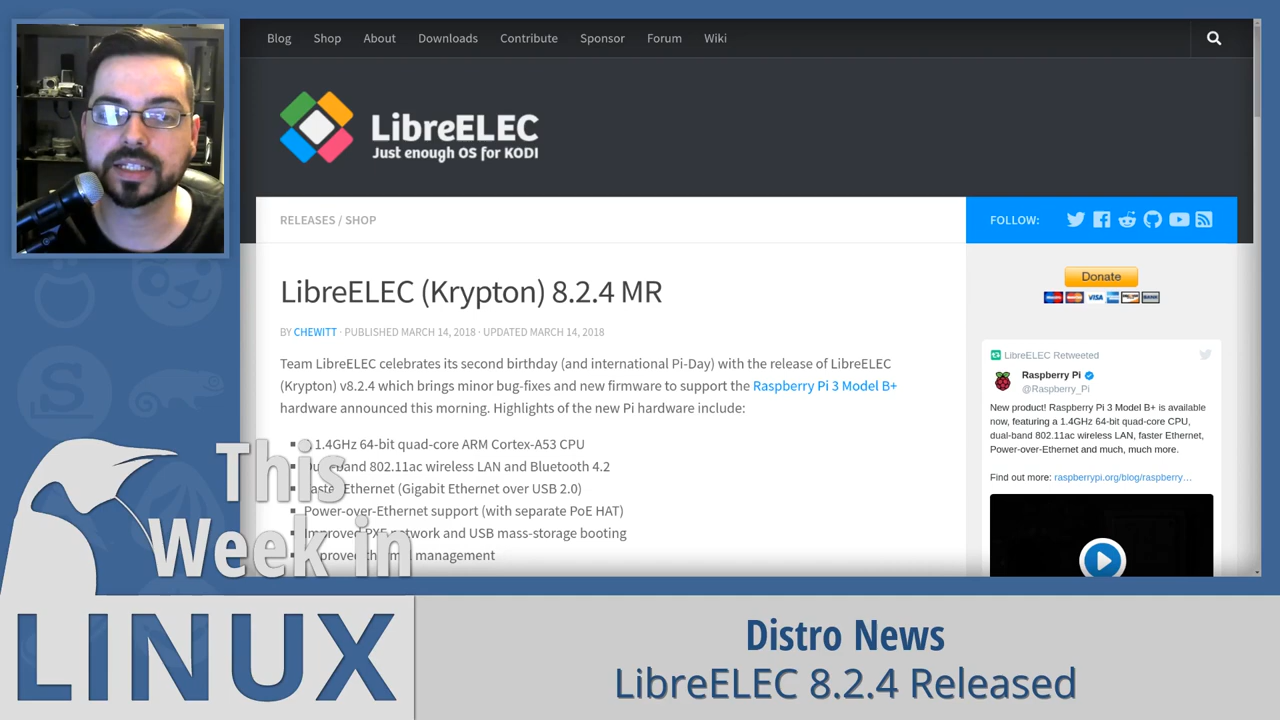 Blog Shop About Downloads Contribute Sponsor Forum Wiki
LibreELEC
Just enough OS for KODI
RELEASES / SHOP
FOLLOW:
LibreELEC (Krypton) 8.2.4 MR
BY CHEWITT · PUBLISHED MARCH 14, 2018 · UPDATED MARCH 14, 2018
Team LibreELEC celebrates its second birthday (and international Pi-Day) with the release of LibreELEC
(Krypton) v8.2.4 which brings minor bug-fixes and new firmware to support the Raspberry Pi 3 Model B+
hardware announced this morning. Highlights of the new Pi hardware include:
1.4GHz 64-bit quad-core ARM Cortex-A53 CPU
Dual-band 802.11ac wireless LAN and Bluetooth 4.2
Faster Ethernet (Gigabit Ethernet over USB 2.0)
Power-over-Ethernet support (with separate PoE HAT)
Improved PXE network and USB mass-storage booting
Improved thermal management
Donate
VISA
LibreELEC Retweeted
Raspberry Pi
@Raspberry_Pi
New product! Raspberry Pi 3 Model B+ is available
now, featuring a 1.4GHz 64-bit quad-core CPU,
dual-band 802.11ac wireless LAN, faster Ethernet,
Power-over-Ethernet and much, much more.
Find out more: raspberrypi.org/blog/raspberry…
This
Week in
LINUX
Distro News
LibreELEC 8.2.4 Released